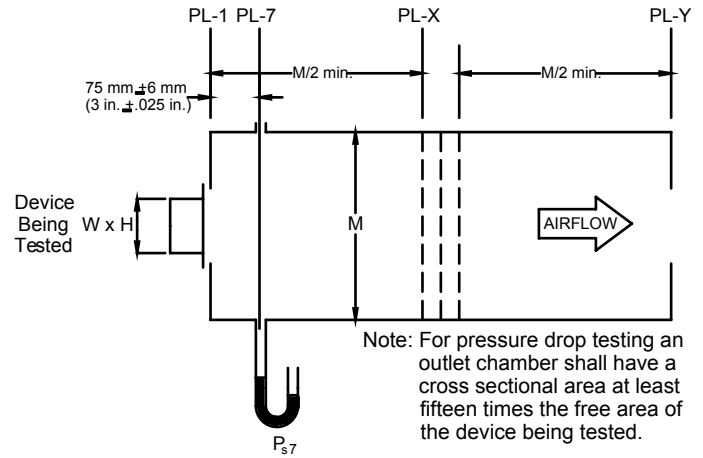 PL-1 PL-7 PL-X PL-Y
M/2 min. M/2 min.
75 mm ±6 mm
(3 in. ±.025 in.)
Device
Being
Tested
W x H
M
AIRFLOW
Note: For pressure drop testing an
outlet chamber shall have a
cross sectional area at least
fifteen times the free area of
the device being tested.
Ps7